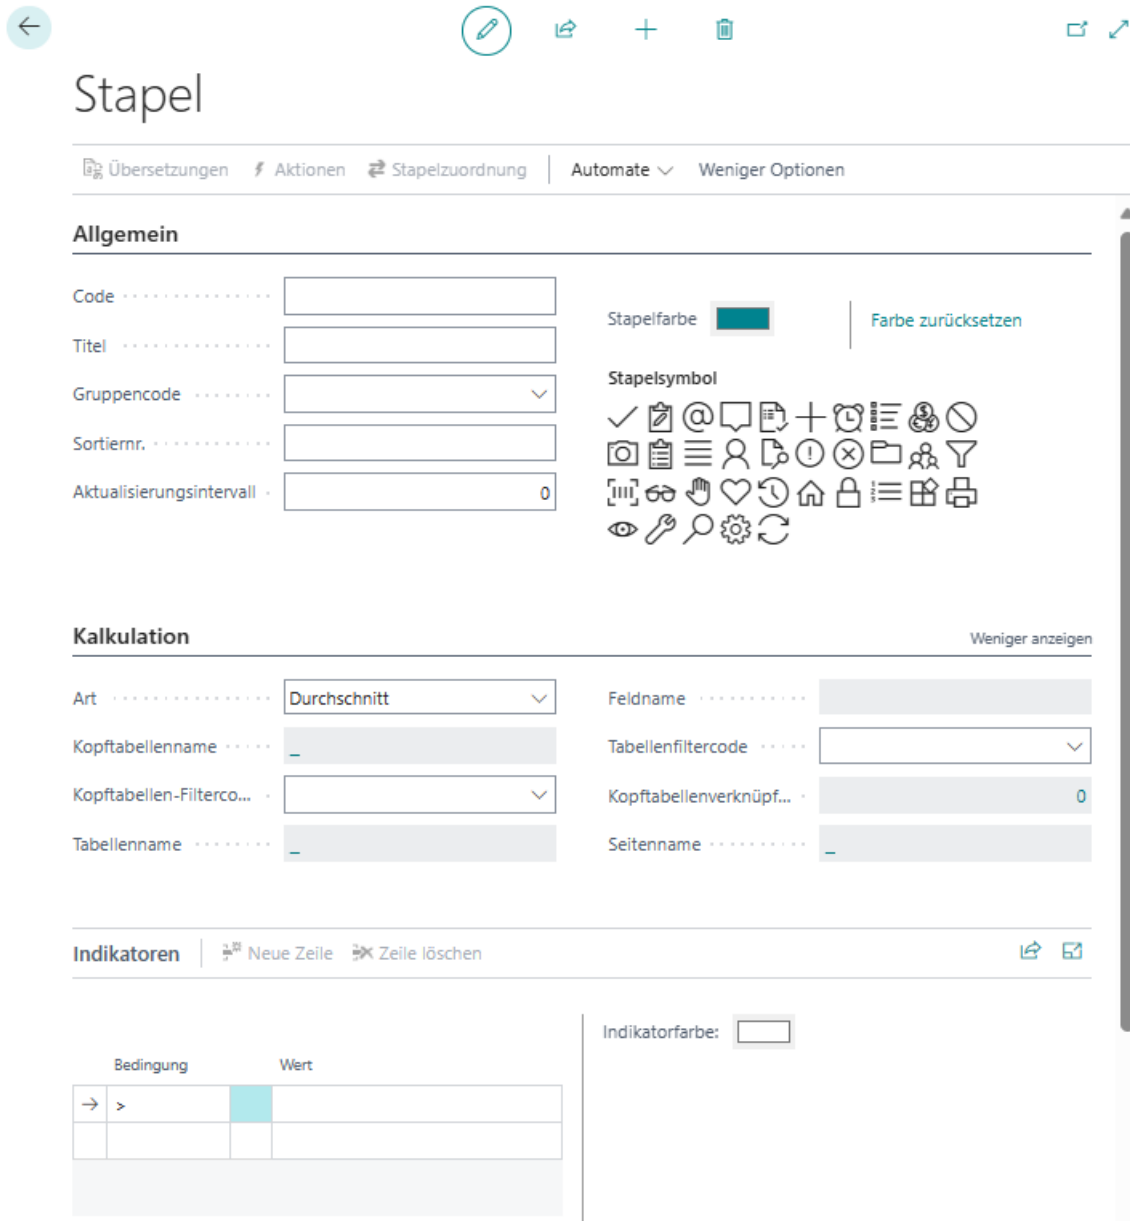 Stapel
Übersetzungen Aktionen Stapelzuordnung Automate Weniger Optionen
Allgemein
Code
Titel
Gruppencode
Sortiernr.
Aktualisierungsintervall 0
Stapelfarbe Farbe zurücksetzen
Stapelsymbol
Kalkulation Weniger anzeigen
Art Durchschnitt
Kopftabellenname _
Kopftabellen-Filterco...
Tabellenname _
Feldname
Tabellenfiltercode
Kopftabellenverknüpf... 0
Seitenname _
Indikatoren Neue Zeile Zeile löschen
Indikatorfarbe:
Bedingung Wert
>